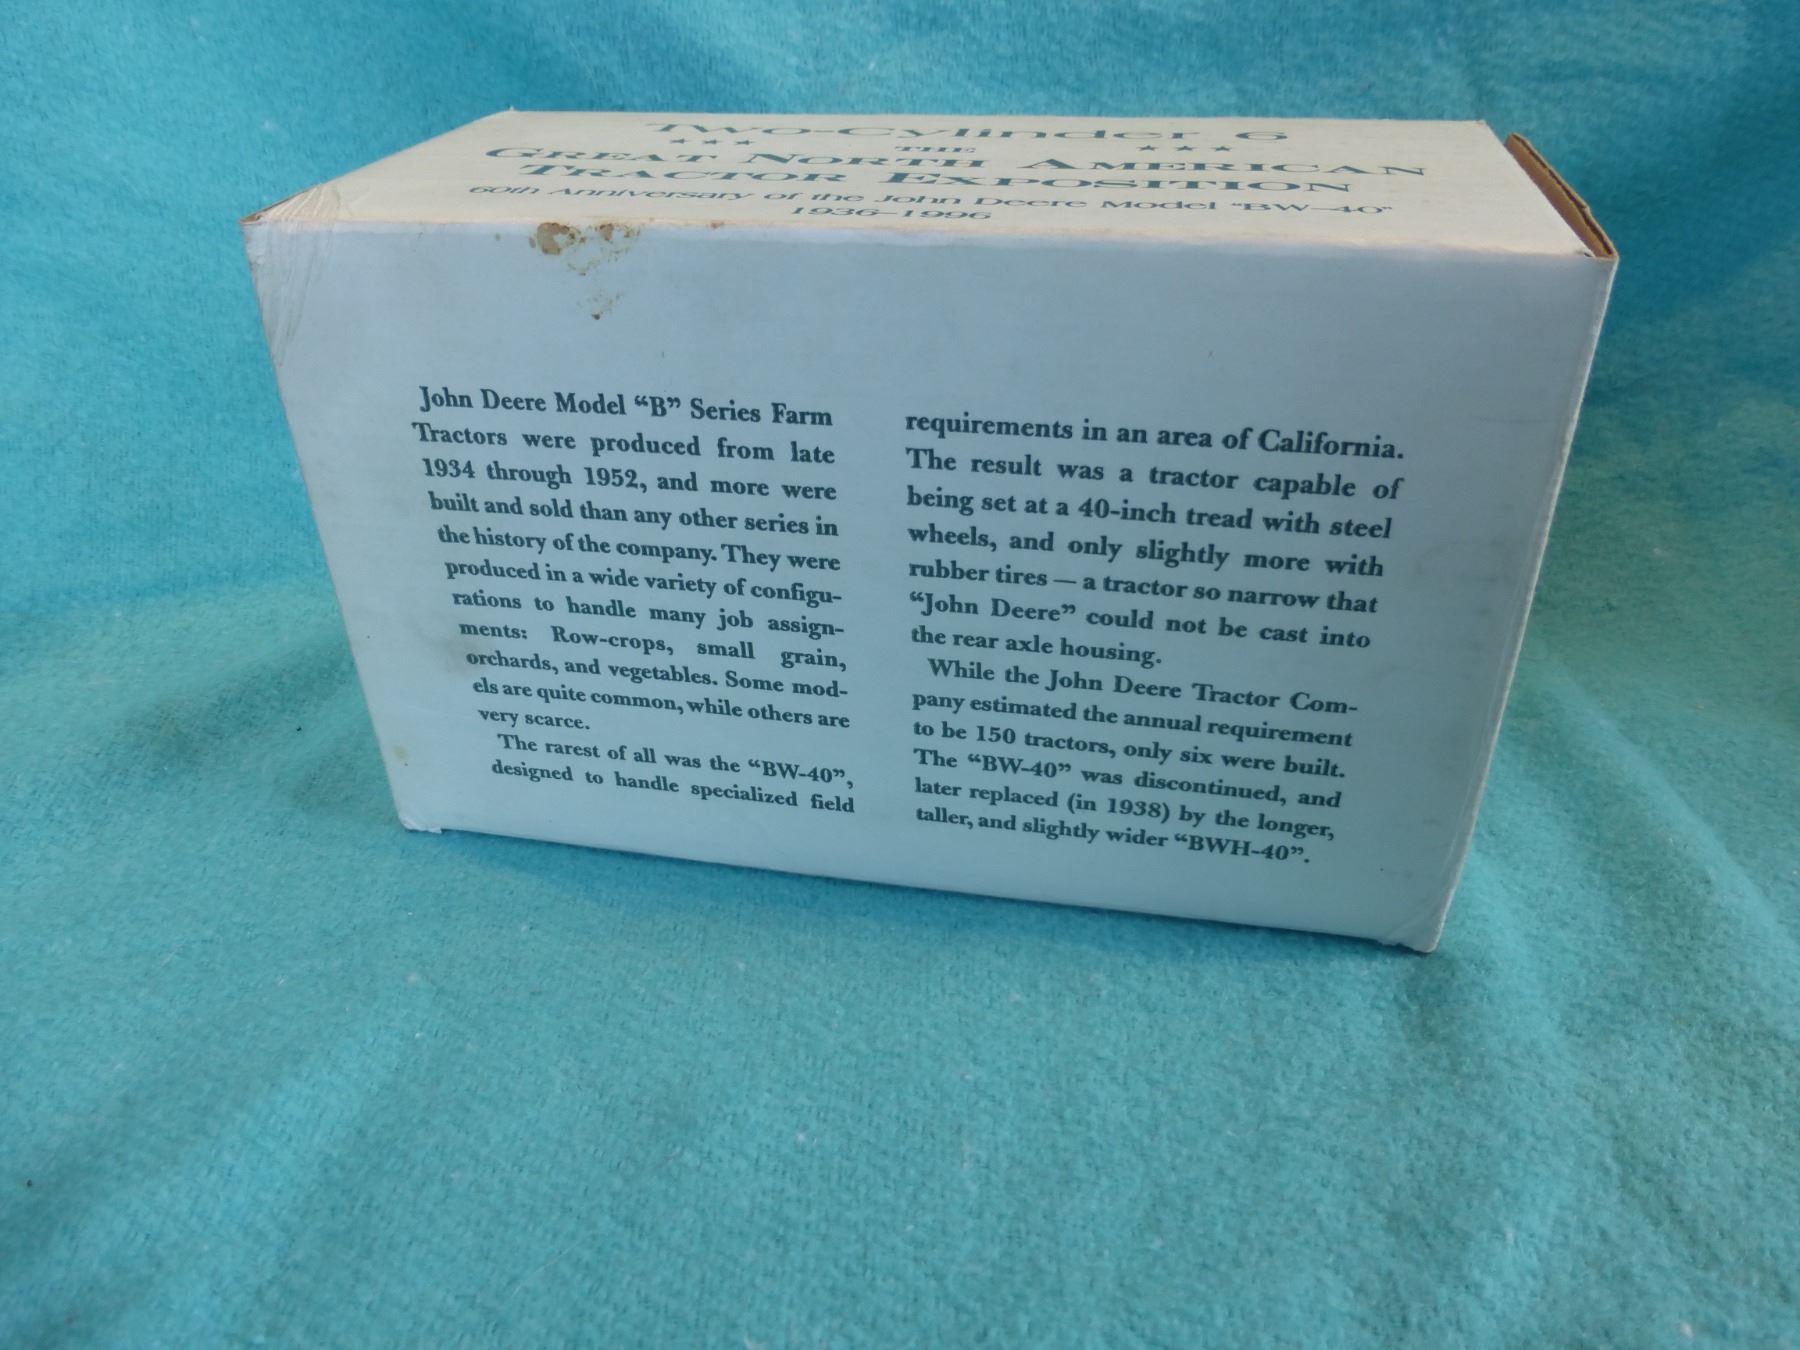 Two-Cylinder 6
★ ★ ★ THE ★ ★ ★
GREAT NORTH AMERICAN
TRACTOR EXPOSITION
60th Anniversary of the John Deere Model "BW-40"
1936-1996
John Deere Model “B” Series Farm
Tractors were produced from late
1934 through 1952, and more were
built and sold than any other series in
the history of the company. They were
produced in a wide variety of configu-
rations to handle many job assign-
ments: Row-crops, small grain,
orchards, and vegetables. Some mod-
els are quite common, while others are
very scarce.
The rarest of all was the “BW-40”,
designed to handle specialized field
requirements in an area of California.
The result was a tractor capable of
being set at a 40-inch tread with steel
wheels, and only slightly more with
rubber tires — a tractor so narrow that
“John Deere” could not be cast into
the rear axle housing.
While the John Deere Tractor Com-
pany estimated the annual requirement
to be 150 tractors, only six were built.
The “BW-40” was discontinued, and
later replaced (in 1938) by the longer,
taller, and slightly wider “BWH-40”.